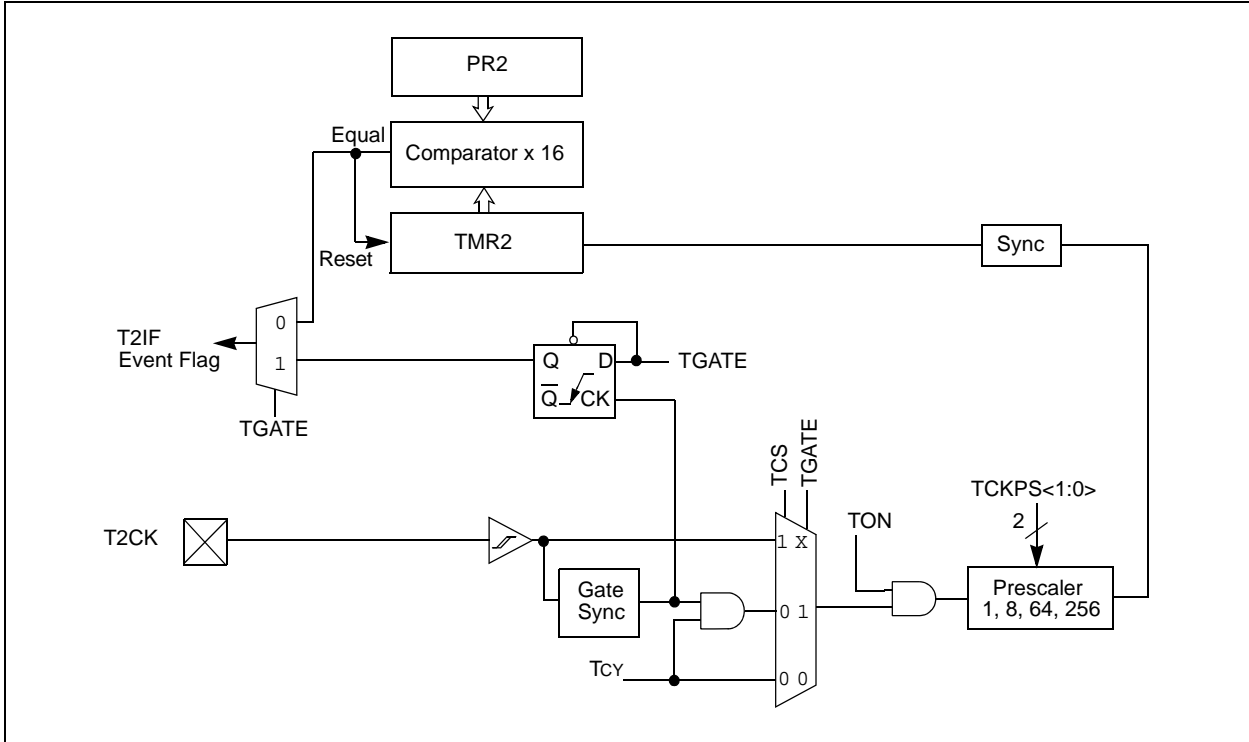 PR2
Equal
Comparator x 16
TMR2
Reset
Sync
0
T2IF
Event Flag
1
Q
D
TGATE
Q
CK
TGATE
TCS
TGATE
TCKPS<1:0>
2
TON
T2CK
1 X
Gate
Sync
Prescaler
1, 8, 64, 256
0 1
TCY
0 0